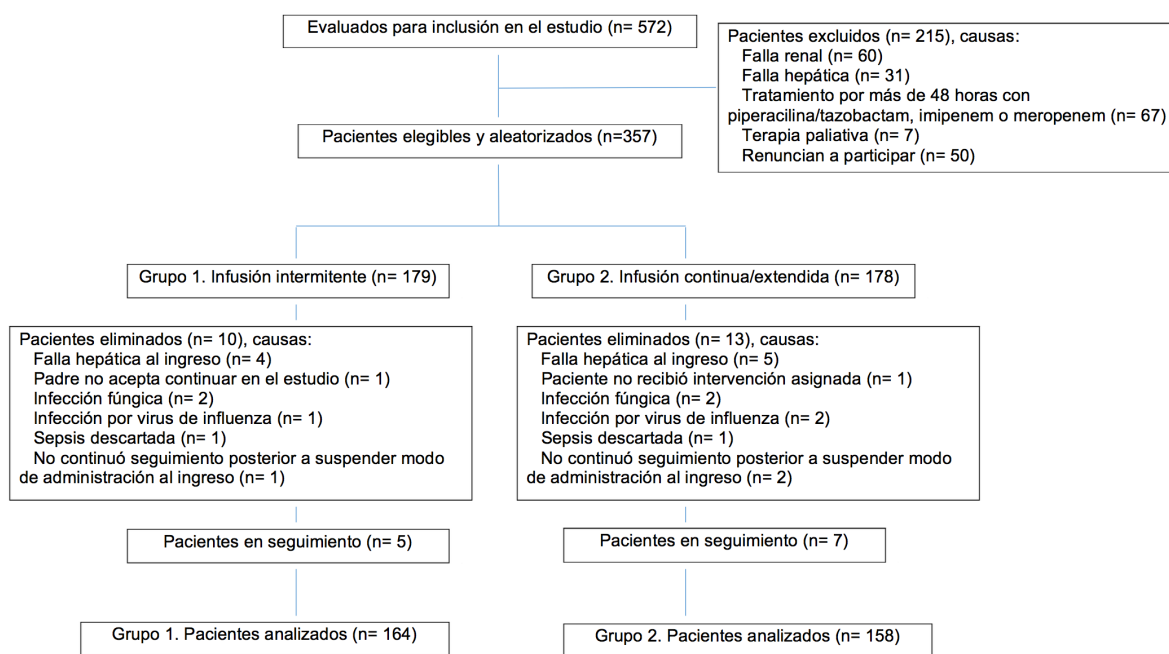 Evaluados para inclusión en el estudio (n= 572)
Pacientes excluidos (n= 215), causas:
Falla renal (n= 60)
Falla hepática (n= 31)
Tratamiento por más de 48 horas con
piperacilina/tazobactam, imipenem o meropenem (n= 67)
Terapia paliativa (n= 7)
Renuncian a participar (n= 50)
Pacientes elegibles y aleatorizados (n=357)
Grupo 1. Infusión intermitente (n= 179)
Grupo 2. Infusión continua/extendida (n= 178)
Pacientes eliminados (n= 10), causas:
Falla hepática al ingreso (n= 4)
Padre no acepta continuar en el estudio (n= 1)
Infección fúngica (n= 2)
Infección por virus de influenza (n= 1)
Sepsis descartada (n= 1)
No continuó seguimiento posterior a suspender modo
de administración al ingreso (n= 1)
Pacientes eliminados (n= 13), causas:
Falla hepática al ingreso (n= 5)
Paciente no recibió intervención asignada (n= 1)
Infección fúngica (n= 2)
Infección por virus de influenza (n= 2)
Sepsis descartada (n= 1)
No continuó seguimiento posterior a suspender modo
de administración al ingreso (n= 2)
Pacientes en seguimiento (n= 5)
Pacientes en seguimiento (n= 7)
Grupo 1. Pacientes analizados (n= 164)
Grupo 2. Pacientes analizados (n= 158)